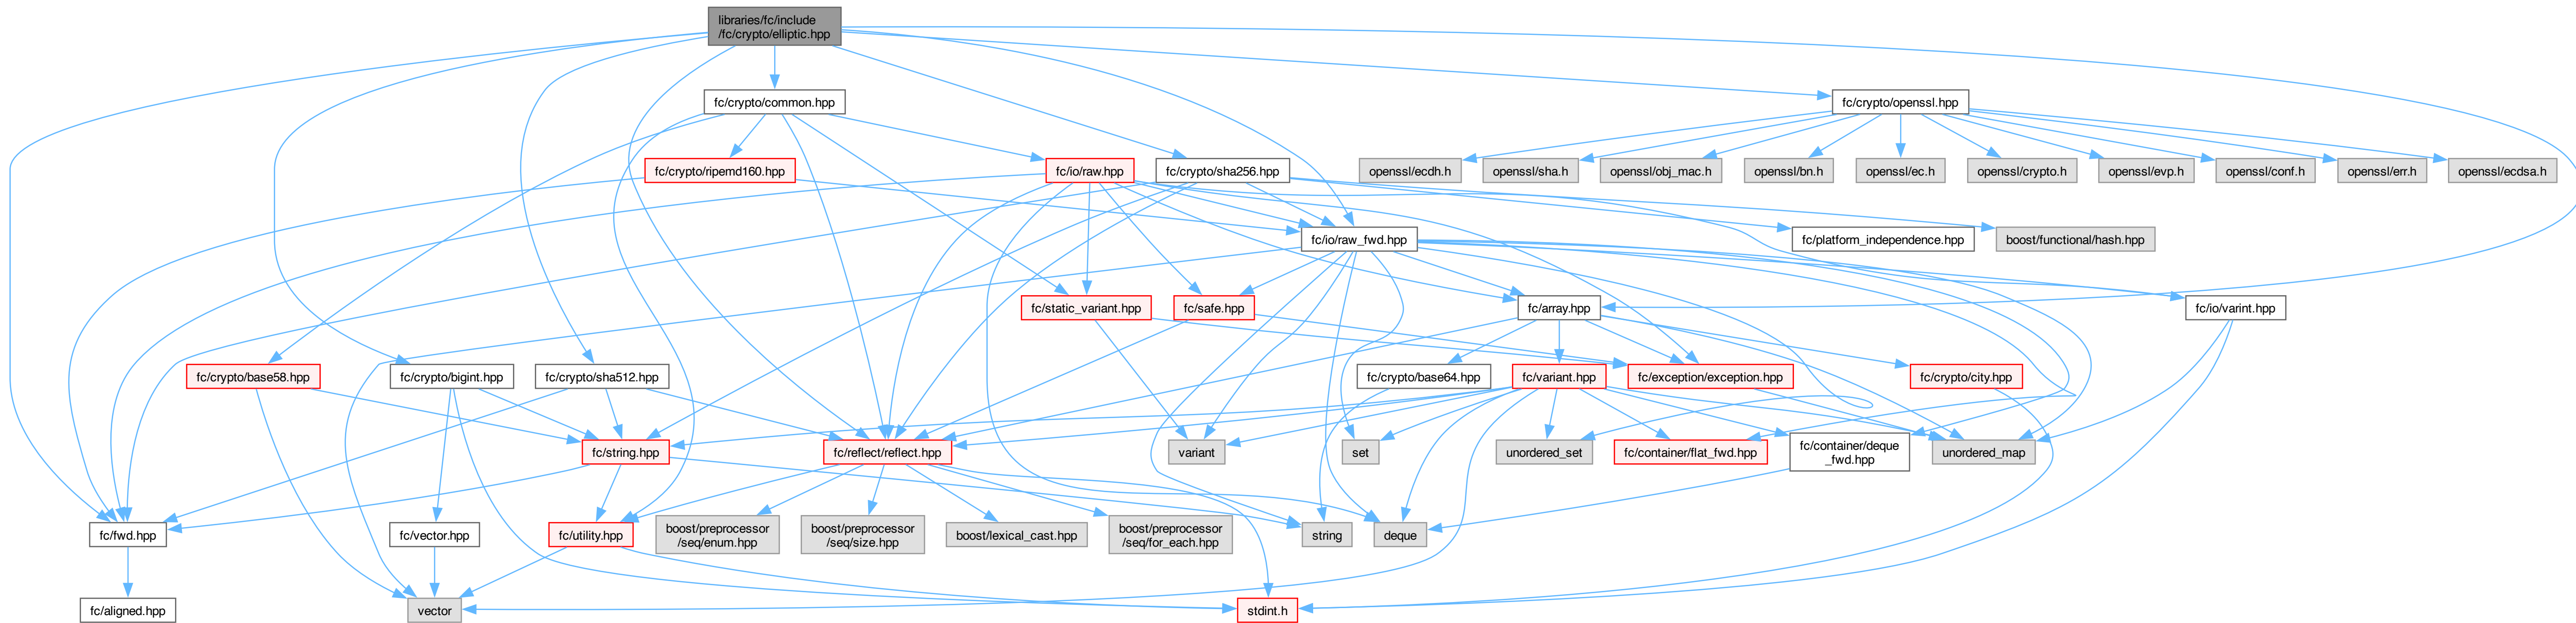 libraries/fc/include
/fc/crypto/elliptic.hpp
fc/crypto/common.hpp
fc/crypto/openssl.hpp
fc/crypto/ripemd160.hpp
fc/io/raw.hpp
fc/crypto/sha256.hpp
openssl/ecdh.h
openssl/sha.h
openssl/obj_mac.h
openssl/bn.h
openssl/ec.h
openssl/crypto.h
openssl/evp.h
openssl/conf.h
openssl/err.h
openssl/ecdsa.h
fc/io/raw_fwd.hpp
fc/platform_independence.hpp
boost/functional/hash.hpp
fc/static_variant.hpp
fc/safe.hpp
fc/array.hpp
fc/io/varint.hpp
fc/crypto/base58.hpp
fc/crypto/bigint.hpp
fc/crypto/sha512.hpp
fc/crypto/base64.hpp
fc/variant.hpp
fc/exception/exception.hpp
fc/crypto/city.hpp
fc/string.hpp
fc/reflect/reflect.hpp
variant
set
unordered_set
fc/container/flat_fwd.hpp
fc/container/deque
_fwd.hpp
unordered_map
fc/fwd.hpp
fc/vector.hpp
fc/utility.hpp
boost/preprocessor
/seq/enum.hpp
boost/preprocessor
/seq/size.hpp
boost/lexical_cast.hpp
boost/preprocessor
/seq/for_each.hpp
string
deque
fc/aligned.hpp
vector
stdint.h